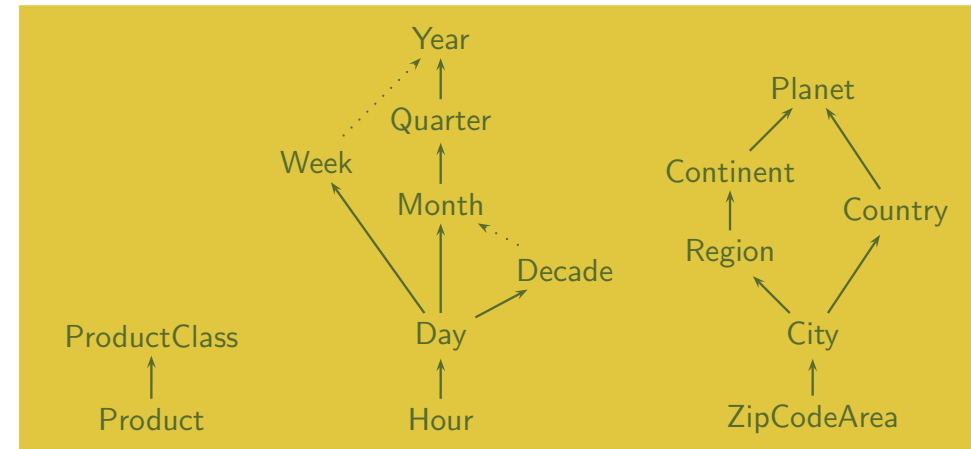 Year
Planet
Quarter
Week
Continent
Month
Country
Region
Decade
ProductClass
Day
City
Product
Hour
ZipCodeArea